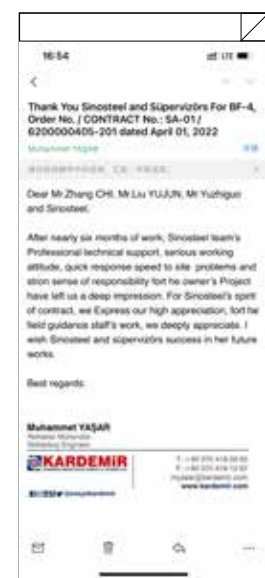 16:54
LTE
Thank You Sinosteel and Süpervizörs For BF-4,
Order No. / CONTRACT No.: SA-01 /
6200000405-201 dated April 01, 2022
Muhammet YAŞAR
Dear Mr.Zhang CHI, Mr.Liu YUJUN, Mr.Yuzhiguo
and Sinosteel,
After nearly six months of work, Sinosteel team's
Professional technical support, serious working
attitude, quick response speed to site problems and
stron sense of responsibility fort he owner's Project
have left us a deep impression. For Sinosteel's spirit
of contract, we Express our high appreciation, fort he
field guidance staff's work, we deeply appreciate. I
wish Sinosteel and süpervizörs success in her future
works.
Best regards.
Muhammet YAŞAR
KARDEMİR
www.kardemir.com